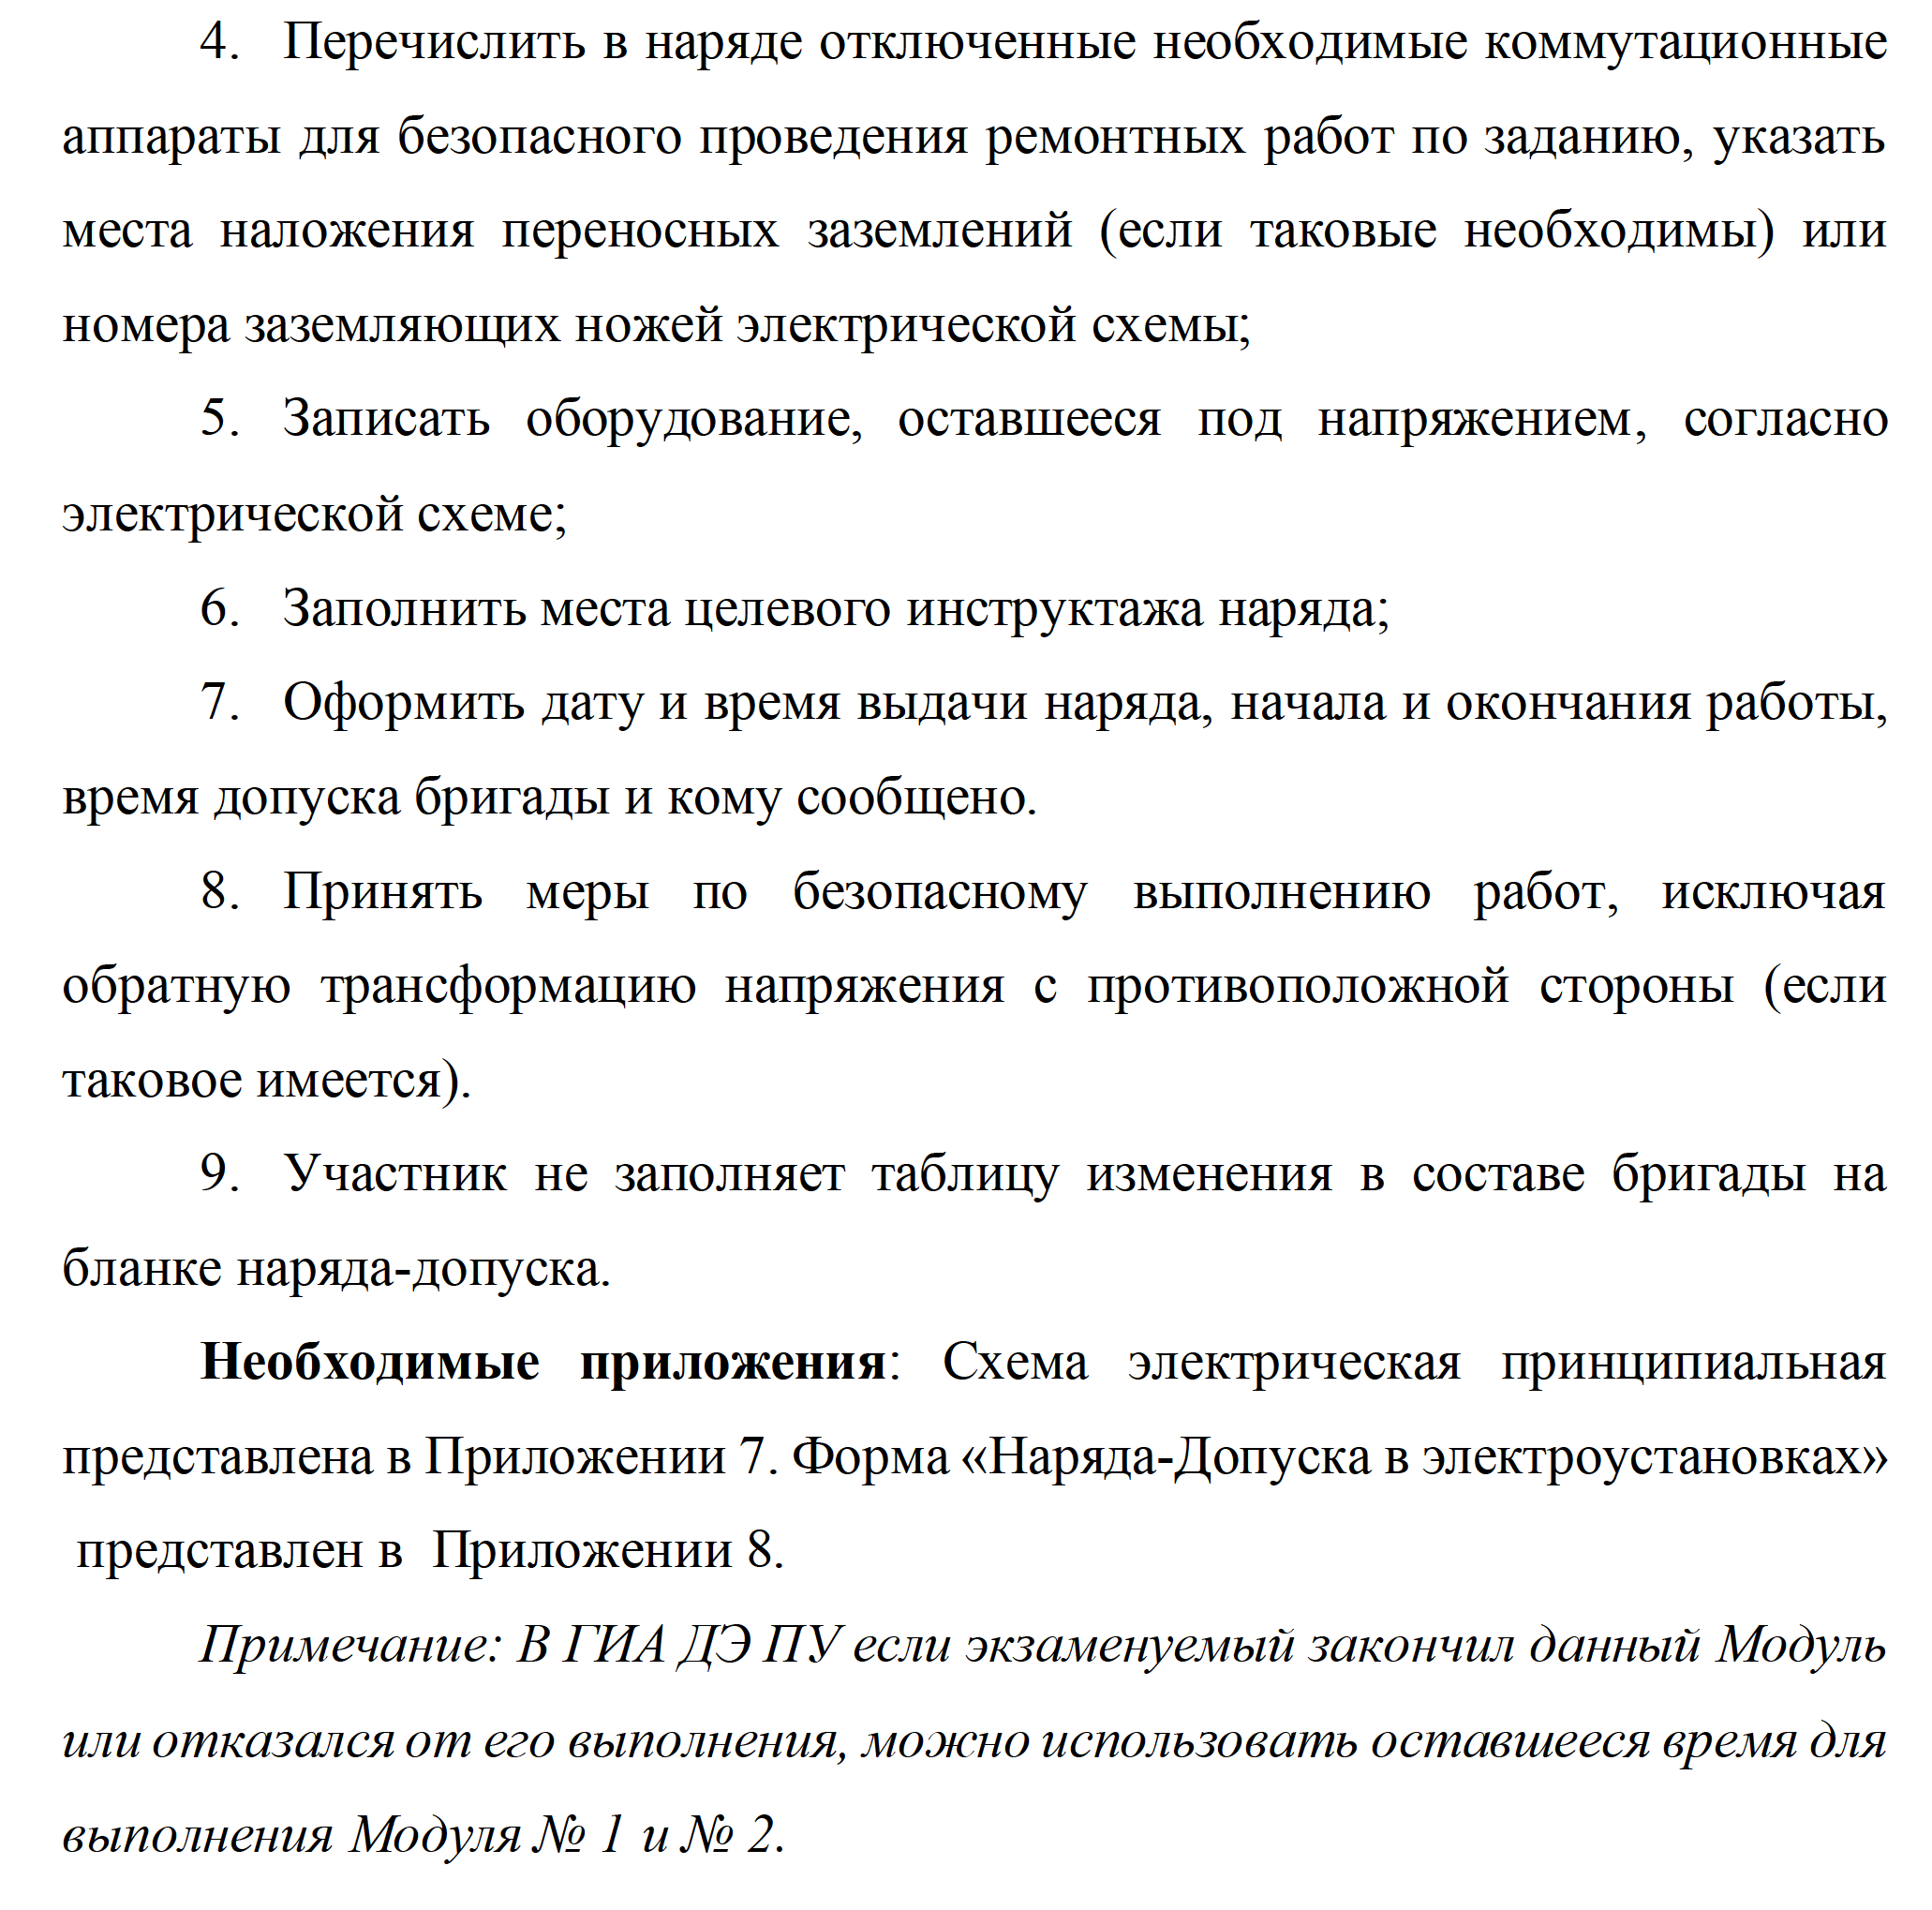 4. Перечислить в наряде отключенные необходимые коммутационные
аппараты для безопасного проведения ремонтных работ по заданию, указать
места наложения переносных заземлений (если таковые необходимы) или
номера заземляющих ножей электрической схемы;
5. Записать оборудование, оставшееся под напряжением, согласно
электрической схеме;
6. Заполнить места целевого инструктажа наряда;
7. Оформить дату и время выдачи наряда, начала и окончания работы,
время допуска бригады и кому сообщено.
8. Принять меры по безопасному выполнению работ, исключая
обратную трансформацию напряжения с противоположной стороны (если
таковое имеется).
9. Участник не заполняет таблицу изменения в составе бригады на
бланке наряда-допуска.
Необходимые приложения: Схема электрическая принципиальная
представлена в Приложении 7. Форма «Наряда-Допуска в электроустановках»
представлен в Приложении 8.
Примечание: В ГИА ДЭ ПУ если экзаменуемый закончил данный Модуль
или отказался от его выполнения, можно использовать оставшееся время для
выполнения Модуля № 1 и № 2.